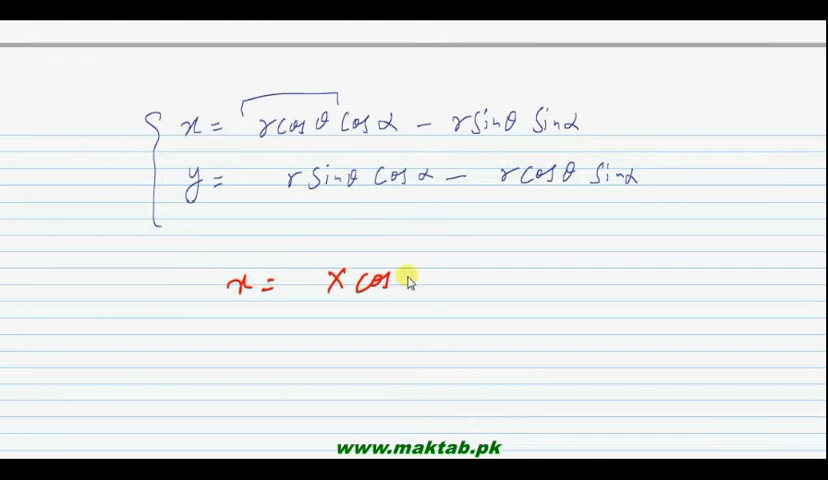 x = r cos θ cos α − r sin θ sin α
y = r sin θ cos α − r cos θ sin α
x = X cos
www.maktab.pk